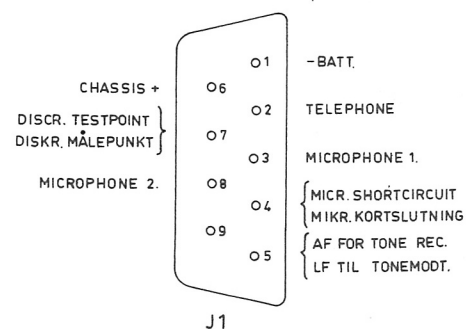 CHASSIS +
DISCR. TESTPOINT
DISKR. MÅLEPUNKT
MICROPHONE 2.
O6
O7
O8
O9
O1
O2
O3
O4
O5
-BATT.
TELEPHONE
MICROPHONE 1.
MICR. SHORTCIRCUIT
MIKR. KORTSLUTNING
AF FOR TONE REC.
LF TIL TONEMODT.
J1